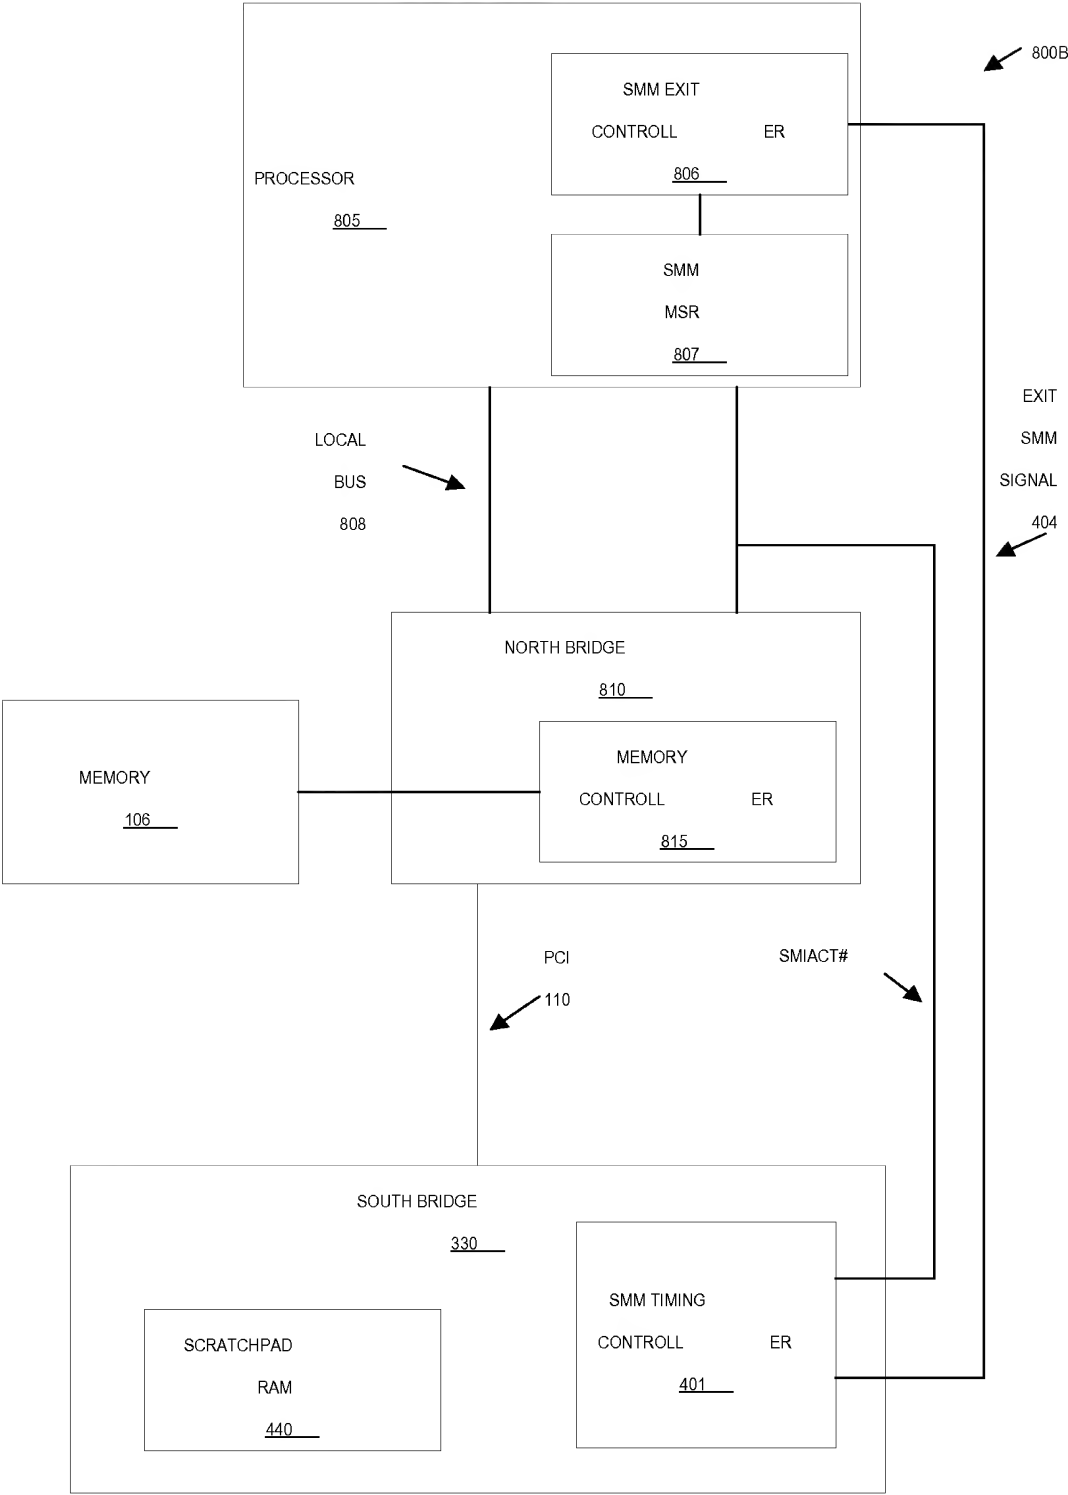 800B
SMM EXIT
CONTROLL ER
806
PROCESSOR
805
SMM
MSR
807
EXIT
SMM
SIGNAL
404
LOCAL
BUS
808
NORTH BRIDGE
810
MEMORY
CONTROLL ER
815
MEMORY
106
PCI
110
SMIACT#
SOUTH BRIDGE
330
SMM TIMING
CONTROLL ER
401
SCRATCHPAD
RAM
440